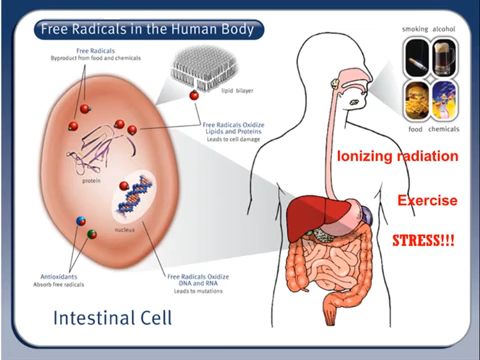 Free Radicals in the Human Body
Free Radicals
Byproduct from food and chemicals
lipid bilayer
smoking alcohol
food chemicals
Free Radicals Oxidize
Lipids and Proteins
Leads to cell damage
protein
nucleus
Ionizing radiation
Exercise
STRESS!!!
Antioxidants
Absorb free radicals
Free Radicals Oxidize
DNA and RNA
Leads to mutations
Intestinal Cell